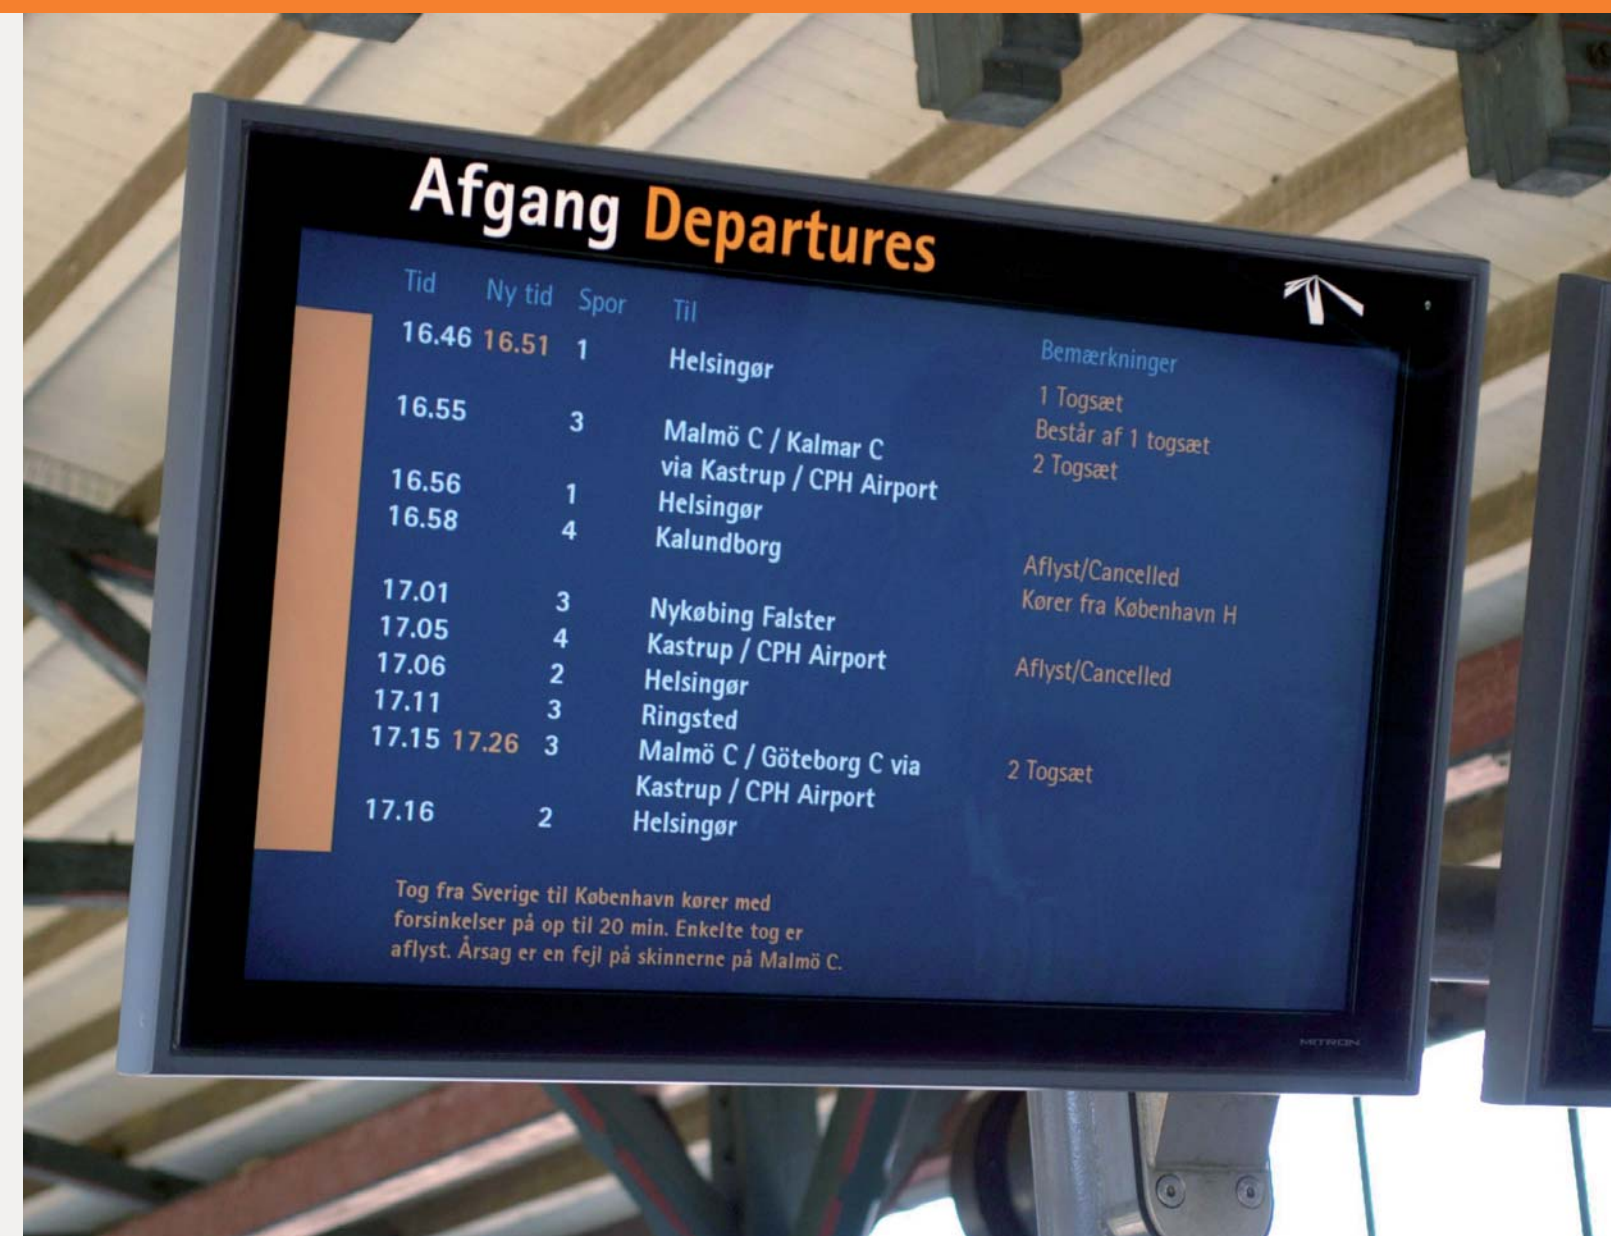 Afgang Departures
Tid Ny tid Spor Til Bemærkninger
16.46 16.51 1 Helsingør 1 Togsæt
Består af 1 togsæt
16.55 3 Malmö C / Kalmar C 2 Togsæt
via Kastrup / CPH Airport
16.56 1 Helsingør
16.58 4 Kalundborg Aflyst/Cancelled
Kører fra København H
17.01 3 Nykøbing Falster
17.05 4 Kastrup / CPH Airport Aflyst/Cancelled
17.06 2 Helsingør
17.11 3 Ringsted
17.15 17.26 3 Malmö C / Göteborg C via 2 Togsæt
Kastrup / CPH Airport
17.16 2 Helsingør
Tog fra Sverige til København kører med
forsinkelser på op til 20 min. Enkelte tog er
aflyst. Årsag er en fejl på skinnerne på Malmö C.
MITRON